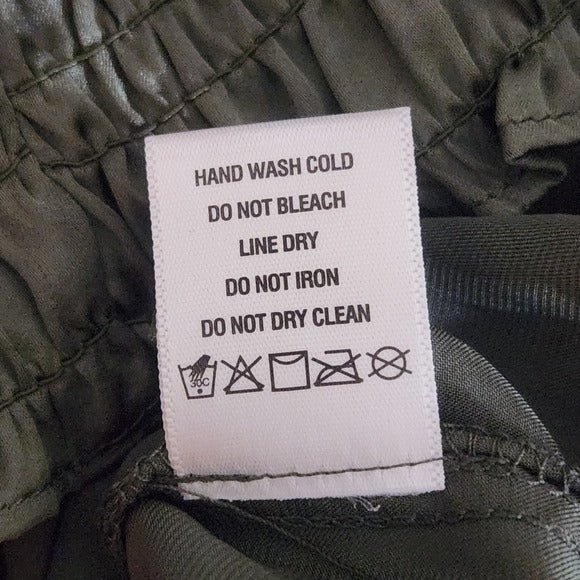 HAND WASH COLD
DO NOT BLEACH
LINE DRY
DO NOT IRON
DO NOT DRY CLEAN
30C